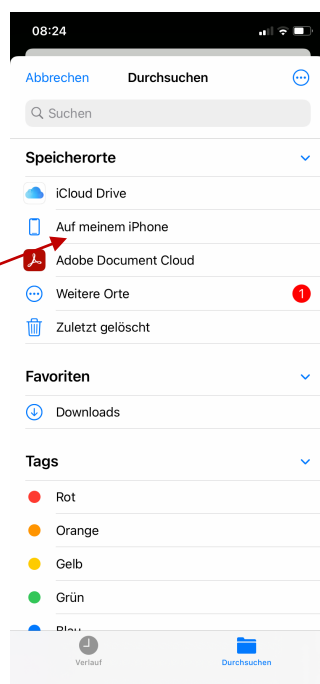 08:24
Abbrechen Durchsuchen
Suchen
Speicherorte
iCloud Drive
Auf meinem iPhone
Adobe Document Cloud
Weitere Orte 1
Zuletzt gelöscht
Favoriten
Downloads
Tags
Rot
Orange
Gelb
Grün
Blau
Verlauf Durchsuchen